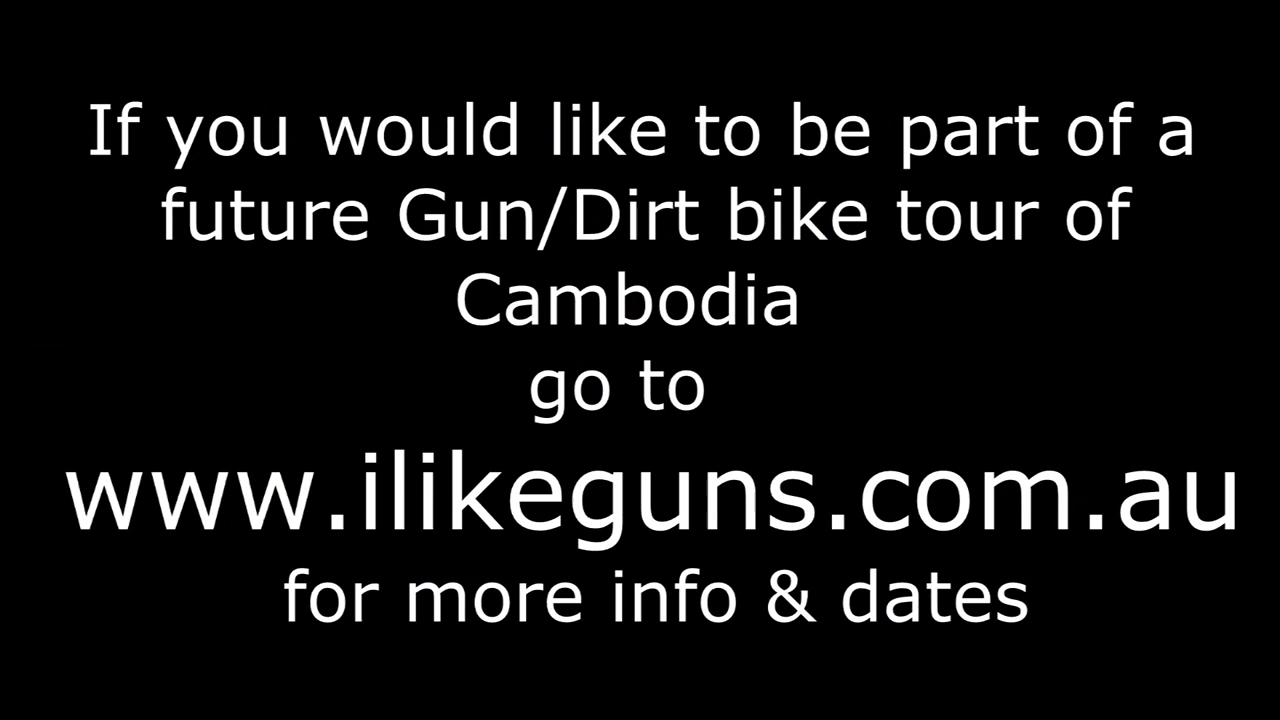 If you would like to be part of a
future Gun/Dirt bike tour of
Cambodia
go to
www.ilikeguns.com.au
for more info & dates